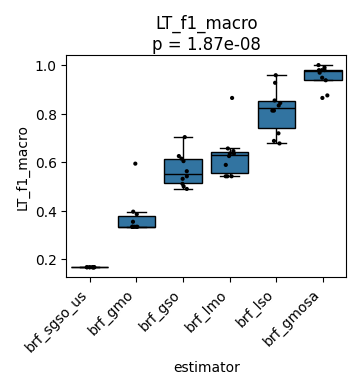 LT_f1_macro
p = 1.87e-08
LT_f1_macro
1.0
0.8
0.6
0.4
0.2
brf_sgso_us
brf_gmo
brf_gso
brf_lmo
brf_lso
brf_gmosa
estimator